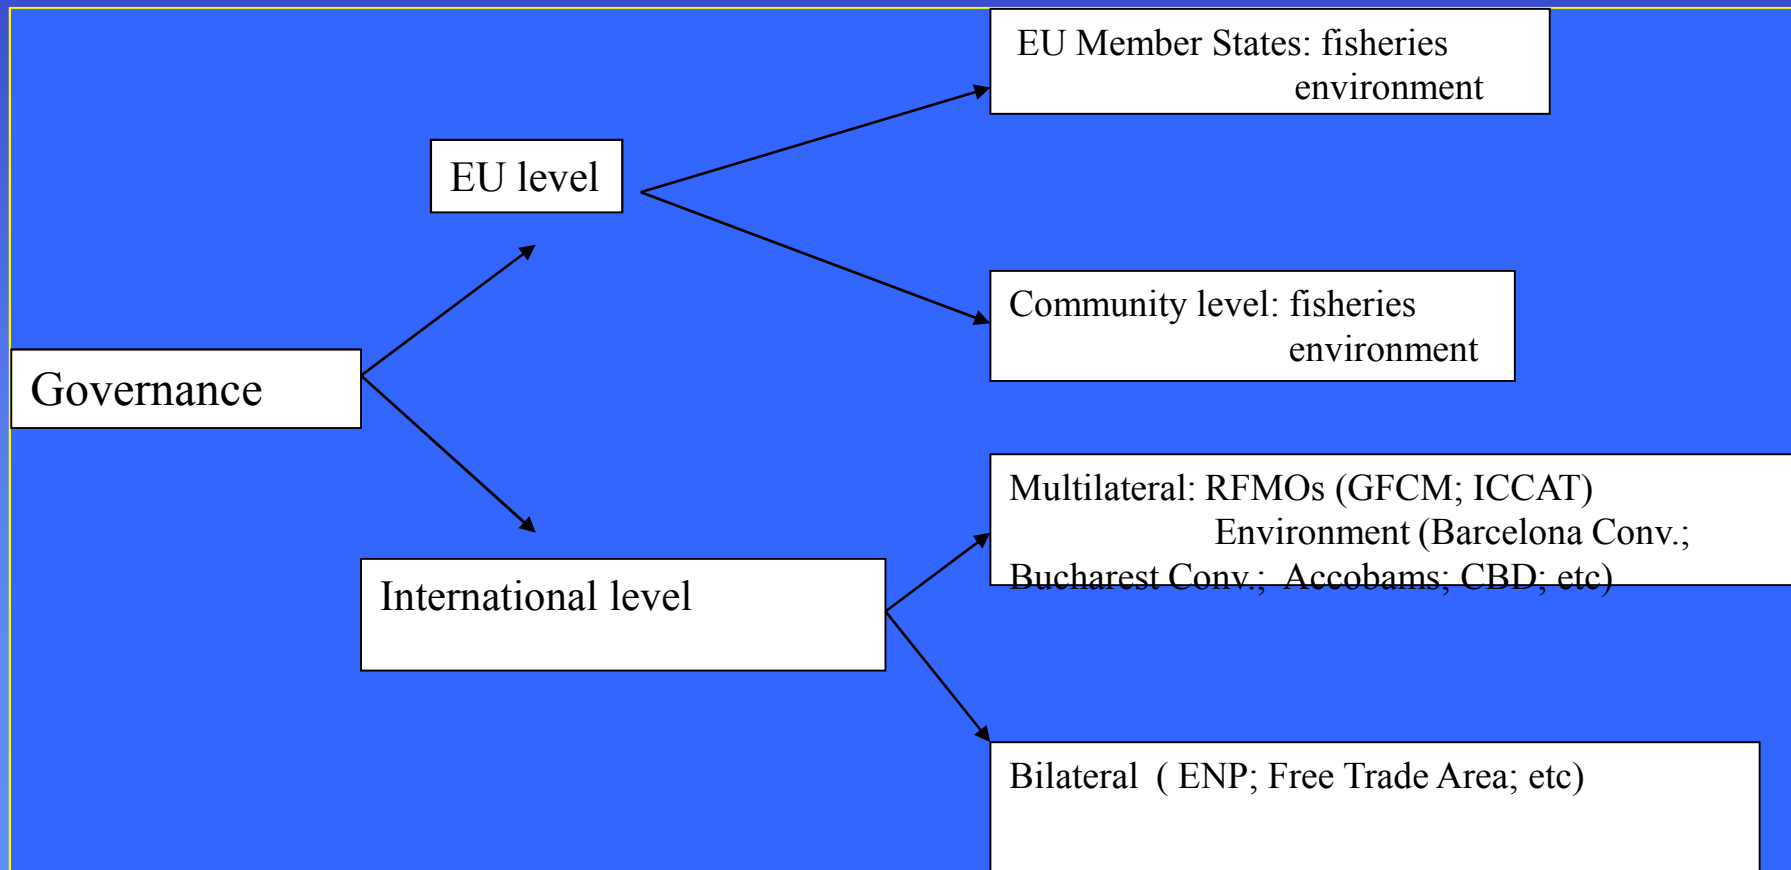 EU Member States: fisheries
environment
EU level
Community level: fisheries
environment
Governance
Multilateral: RFMOs (GFCM; ICCAT)
Environment (Barcelona Conv.;
Bucharest Conv.; Accobams; CBD; etc)
International level
Bilateral ( ENP; Free Trade Area; etc)